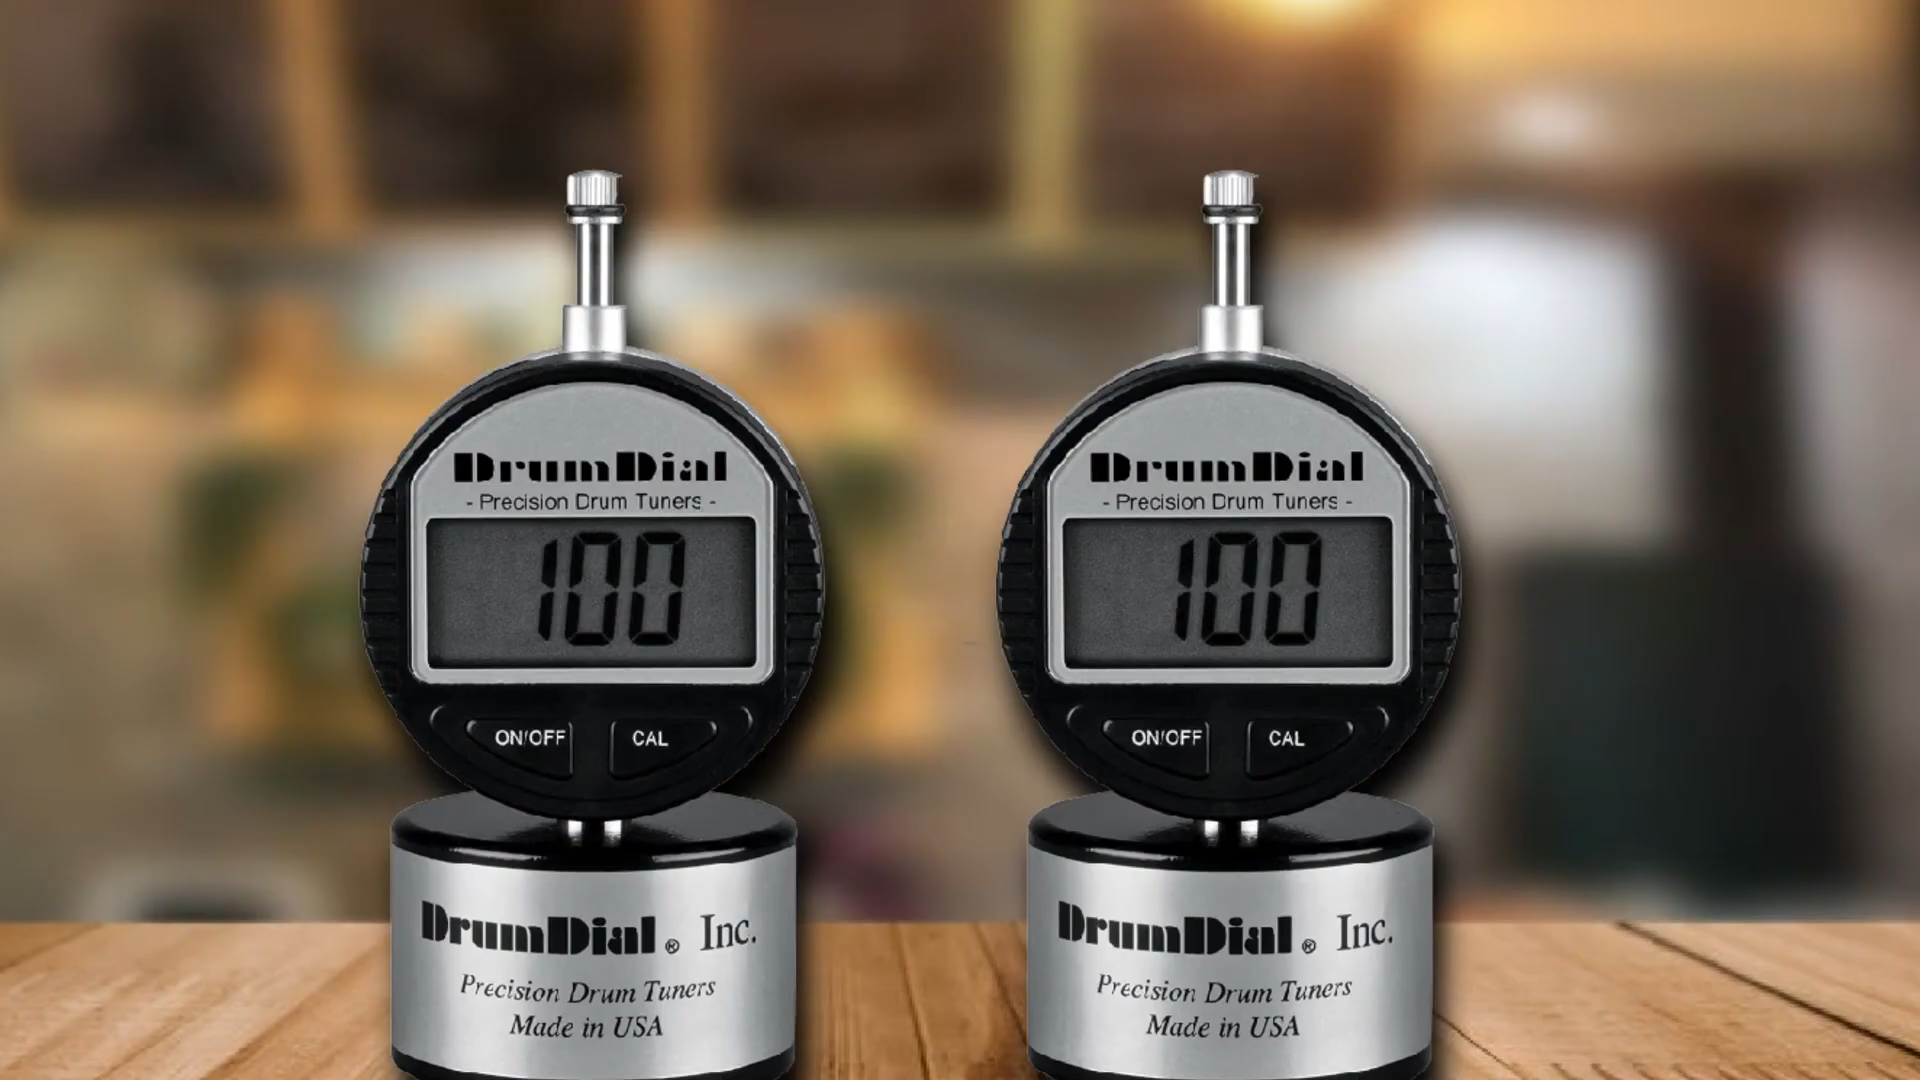 DrumDial
- Precision Drum Tuners -
100
ON/OFF CAL
DrumDial® Inc.
Precision Drum Tuners
Made in USA
DrumDial
- Precision Drum Tuners -
100
ON/OFF CAL
DrumDial® Inc.
Precision Drum Tuners
Made in USA